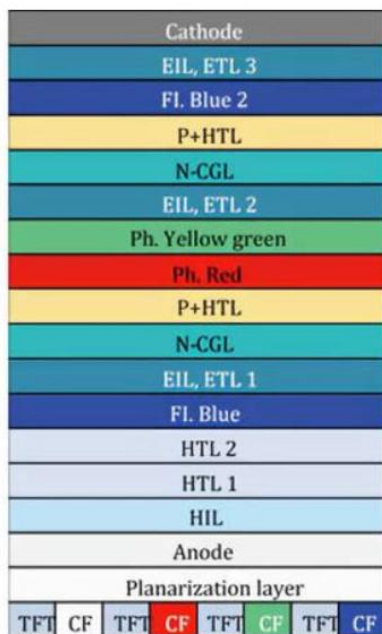 Cathode
EIL, ETL 3
Fl. Blue 2
P+HTL
N-CGL
EIL, ETL 2
Ph. Yellow green
Ph. Red
P+HTL
N-CGL
EIL, ETL 1
Fl. Blue
HTL 2
HTL 1
HIL
Anode
Planarization layer
TFT CF TFT CF TFT CF TFT CF